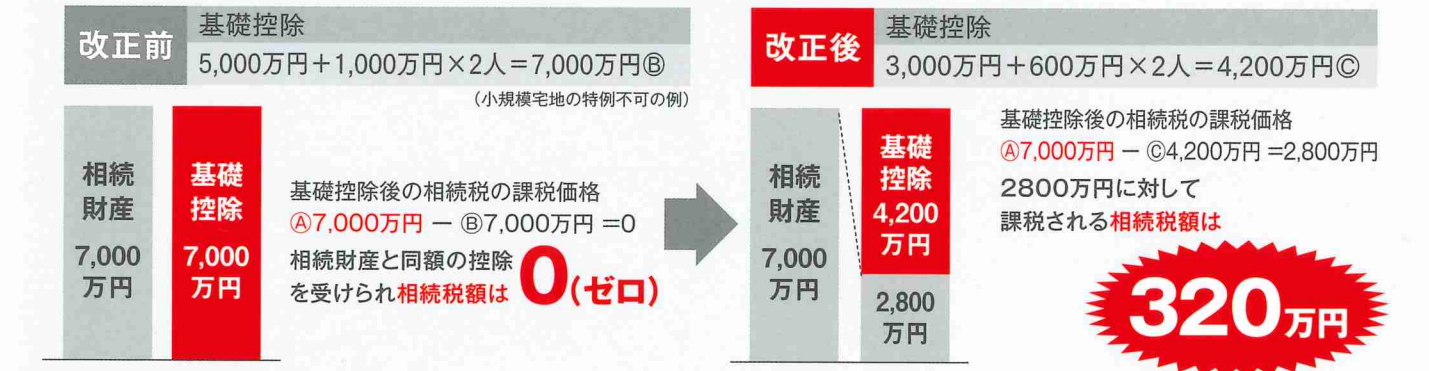 改正前
基礎控除
5,000万円＋1,000万円×2人＝7,000万円Ⓑ
(小規模宅地の特例不可の例)
相続
財産
7,000
万円
基礎
控除
7,000
万円
基礎控除後の相続税の課税価格
Ⓐ7,000万円 － Ⓑ7,000万円 ＝0
相続財産と同額の控除
を受けられ相続税額は 0(ゼロ)
改正後
基礎控除
3,000万円＋600万円×2人＝4,200万円Ⓒ
相続
財産
7,000
万円
基礎
控除
4,200
万円
2,800
万円
基礎控除後の相続税の課税価格
Ⓐ7,000万円 － Ⓒ4,200万円 ＝2,800万円
2800万円に対して
課税される相続税額は
320万円